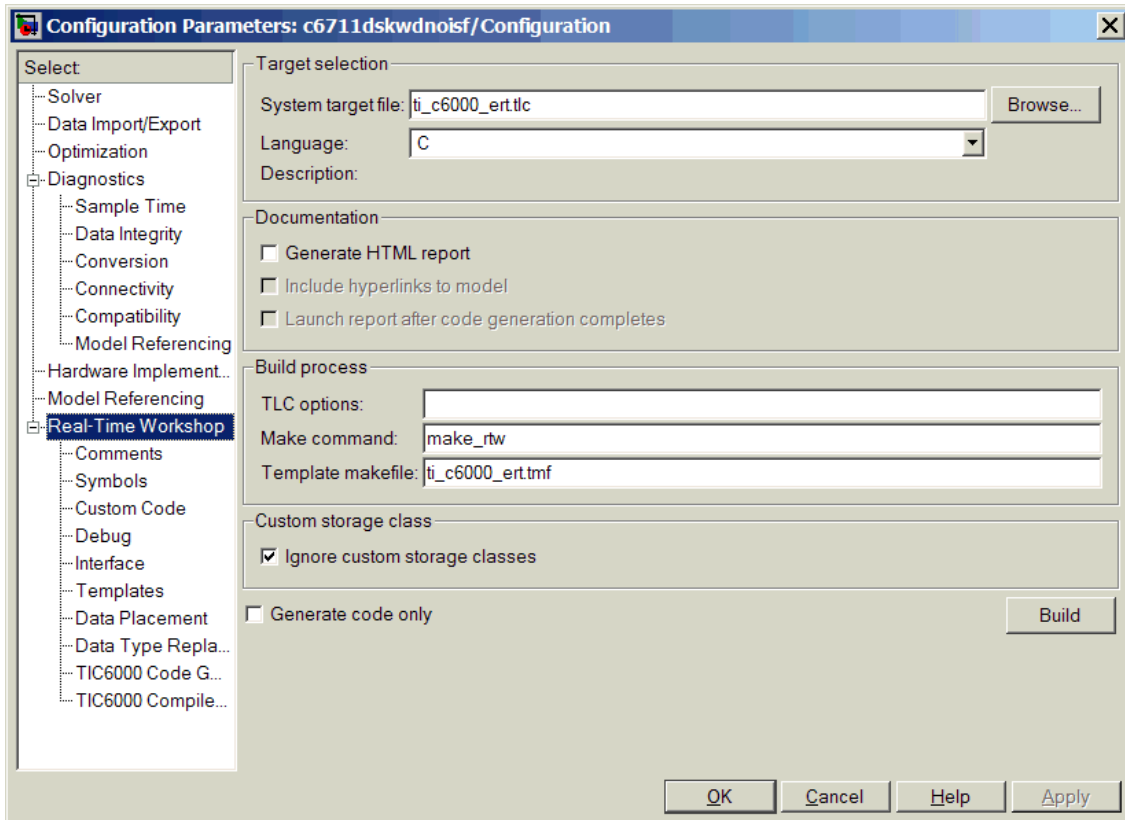 Configuration Parameters: c6711dskwdnoisf/Configuration
Select:
Solver
Data Import/Export
Optimization
Diagnostics
Sample Time
Data Integrity
Conversion
Connectivity
Compatibility
Model Referencing
Hardware Implement...
Model Referencing
Real-Time Workshop
Comments
Symbols
Custom Code
Debug
Interface
Templates
Data Placement
Data Type Repla...
TIC6000 Code G...
TIC6000 Compile...
Target selection
System target file: ti_c6000_ert.tlc Browse...
Language: C
Description:
Documentation
Generate HTML report
Include hyperlinks to model
Launch report after code generation completes
Build process
TLC options:
Make command: make_rtw
Template makefile: ti_c6000_ert.tmf
Custom storage class
Ignore custom storage classes
Generate code only Build
OK Cancel Help Apply